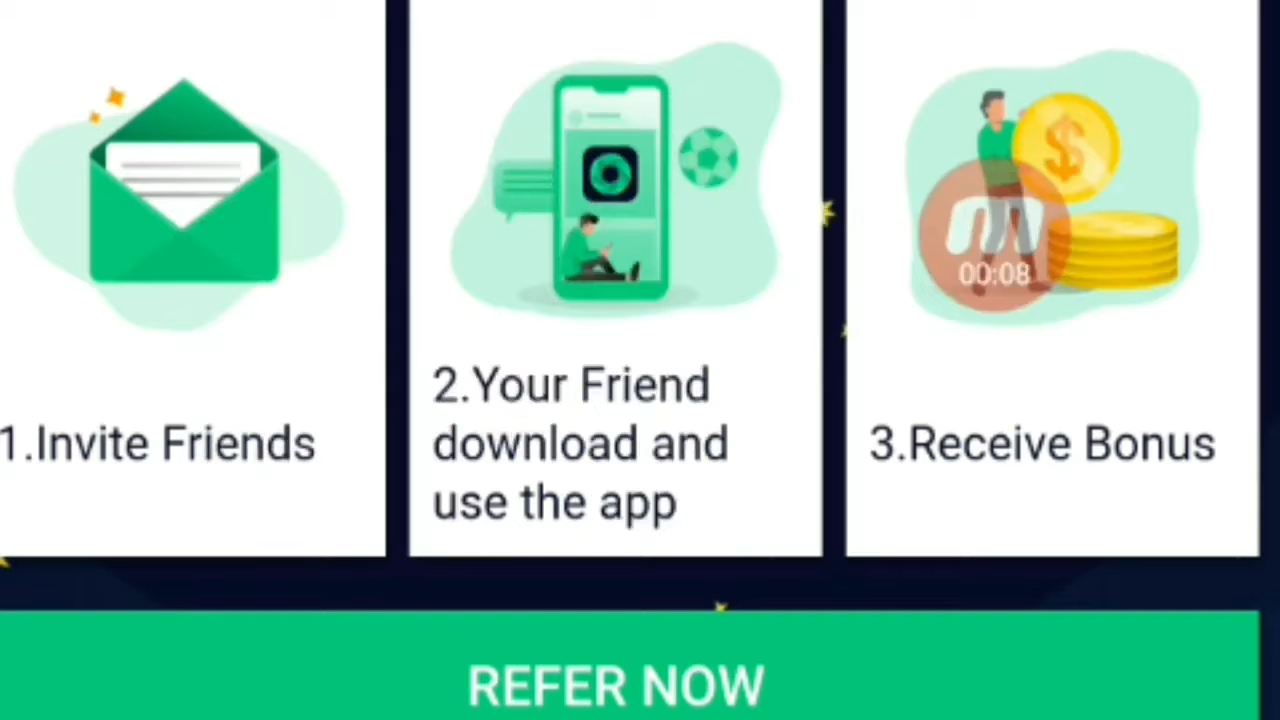 1.Invite Friends
2.Your Friend
download and
use the app
3.Receive Bonus
00:08
REFER NOW